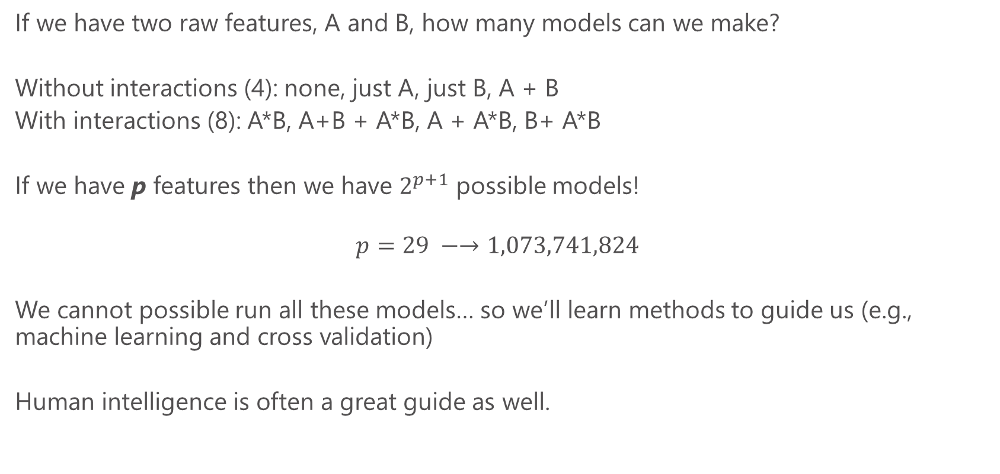 If we have two raw features, A and B, how many models can we make?
Without interactions (4): none, just A, just B, A + B
With interactions (8): A*B, A+B + A*B, A + A*B, B+ A*B
If we have p features then we have 2^{p+1} possible models!
p = 29 −→ 1,073,741,824
We cannot possible run all these models… so we’ll learn methods to guide us (e.g.,
machine learning and cross validation)
Human intelligence is often a great guide as well.